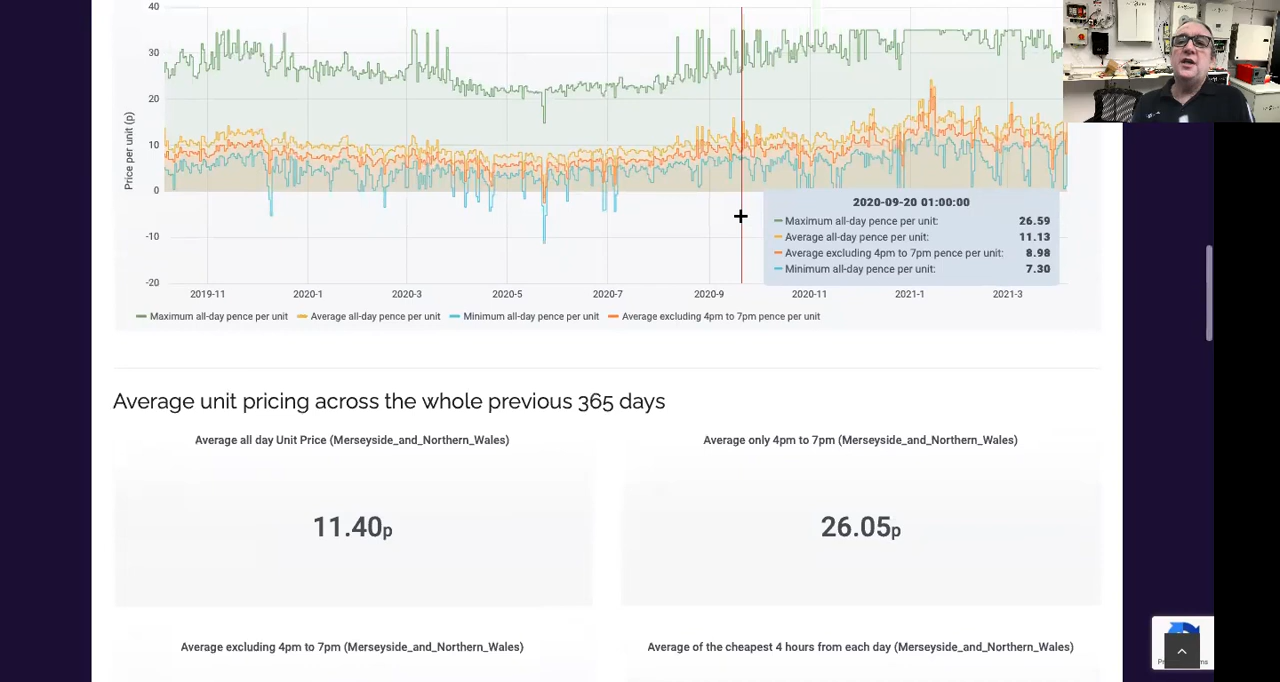 40
30
20
10
0
-10
-20
Price per unit (p)
2020-09-20 01:00:00
Maximum all-day pence per unit: 26.59
Average all-day pence per unit: 11.13
Average excluding 4pm to 7pm pence per unit: 8.98
Minimum all-day pence per unit: 7.30
2019-11 2020-1 2020-3 2020-5 2020-7 2020-9 2020-11 2021-1 2021-3
Maximum all-day pence per unit Average all-day pence per unit Minimum all-day pence per unit Average excluding 4pm to 7pm pence per unit
Average unit pricing across the whole previous 365 days
Average all day Unit Price (Merseyside_and_Northern_Wales)
11.40p
Average only 4pm to 7pm (Merseyside_and_Northern_Wales)
26.05p
Average excluding 4pm to 7pm (Merseyside_and_Northern_Wales)
Average of the cheapest 4 hours from each day (Merseyside_and_Northern_Wales)